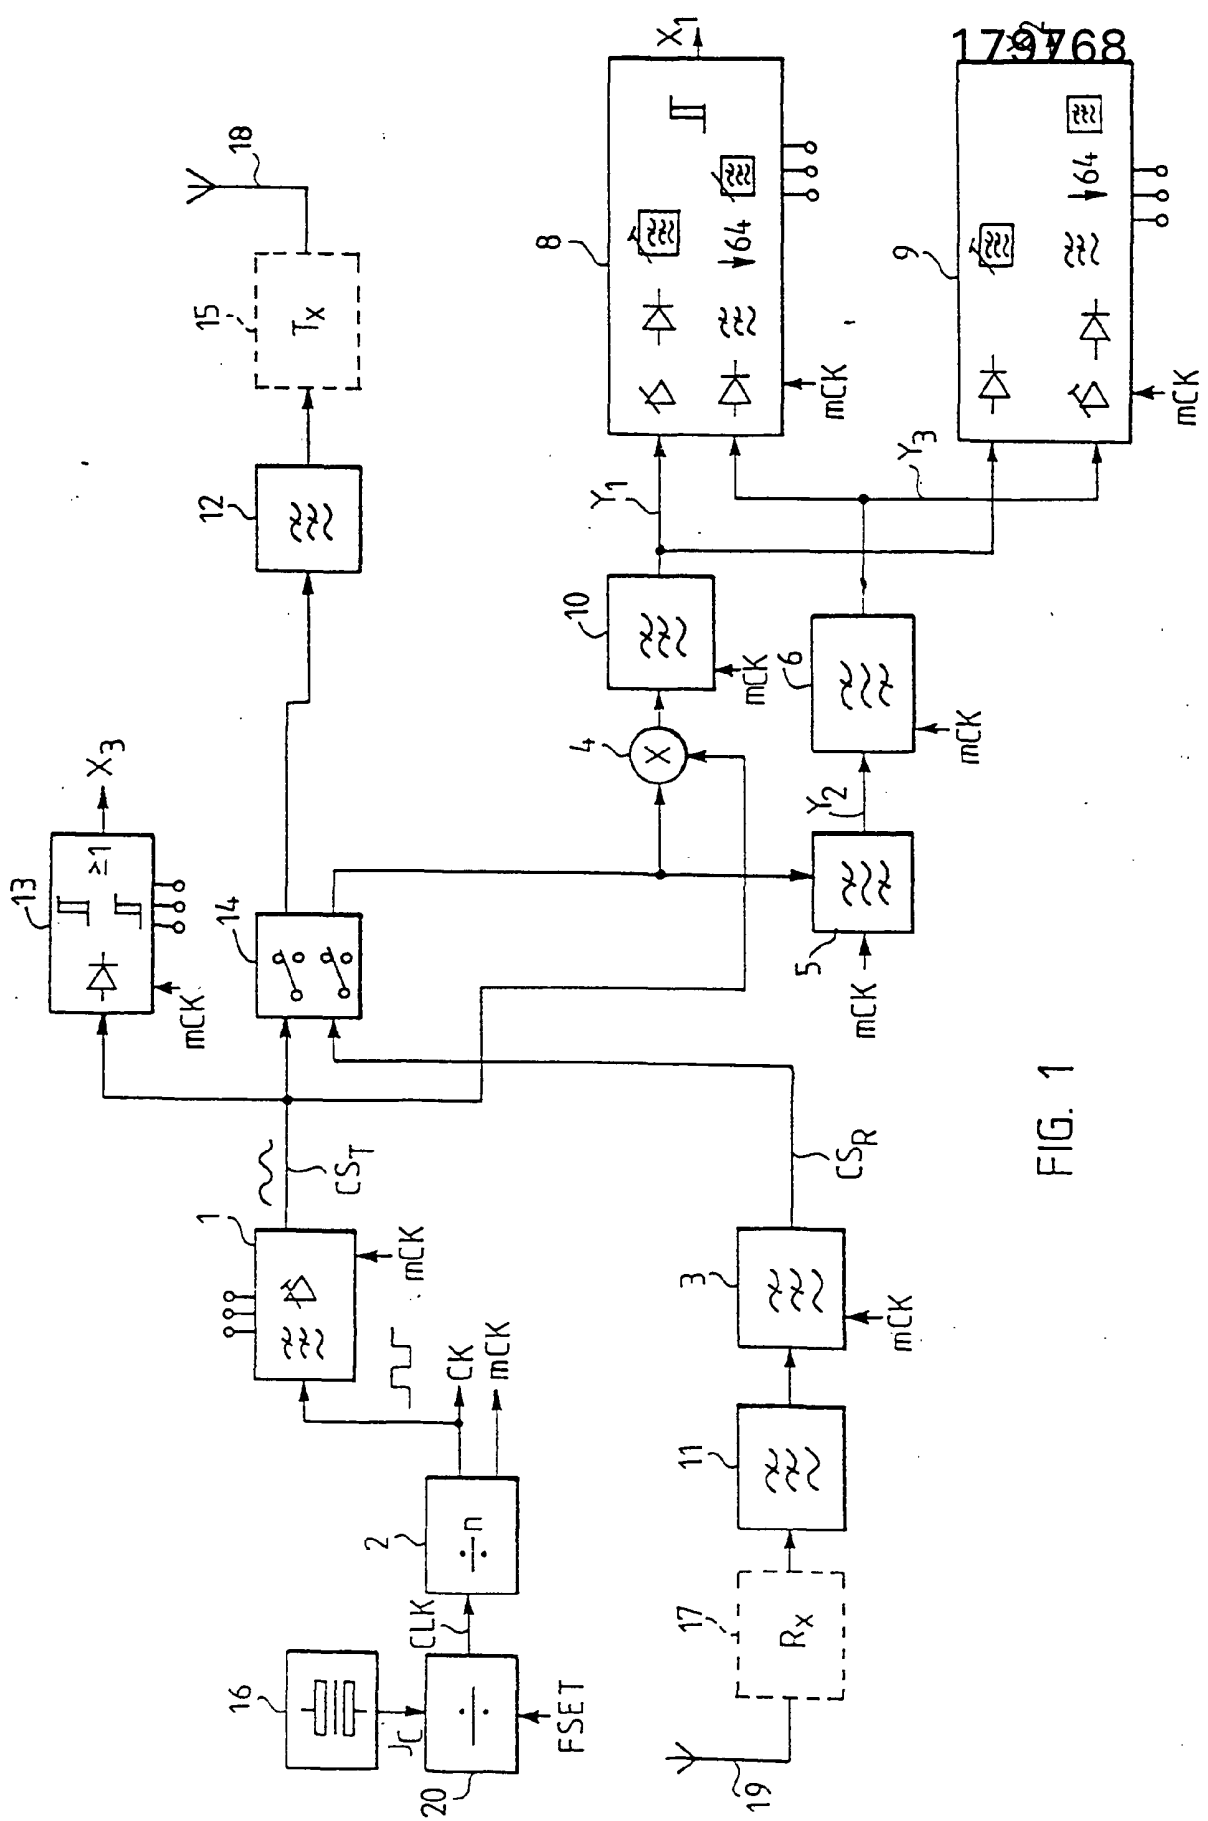 179768
18
15
Tx
12
X3
13
≥1
mCK
14
8
X1
64
mCK
9
64
mCK
Y1
Y3
10
mCK
4
6
mCK
Y2
5
mCK
1
CST
mCK
CK
mCK
2
÷n
CLK
16
fC
20
÷
FSET
3
mCK
CSR
11
17
Rx
19
FIG. 1